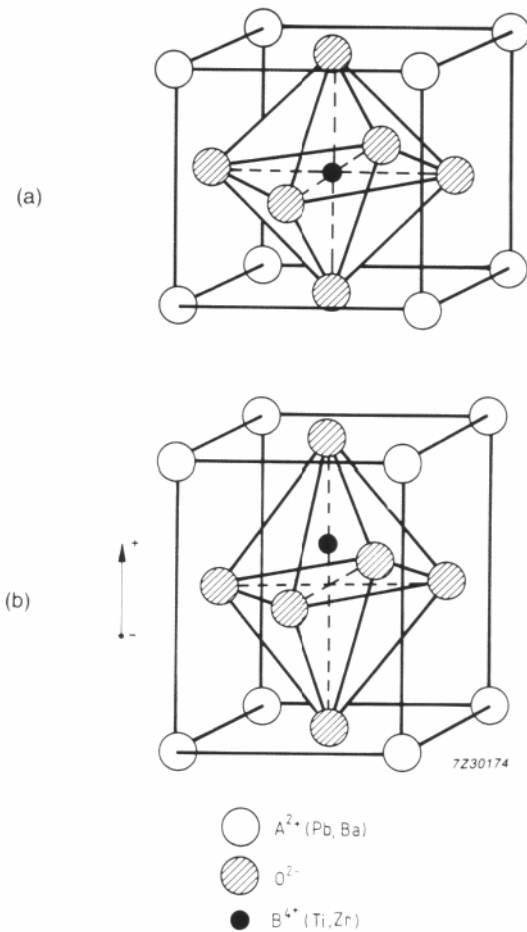 (a)
+
(b)
-
7Z30174
A²⁺(Pb, Ba)
O²⁻
B⁴⁺(Ti, Zr)